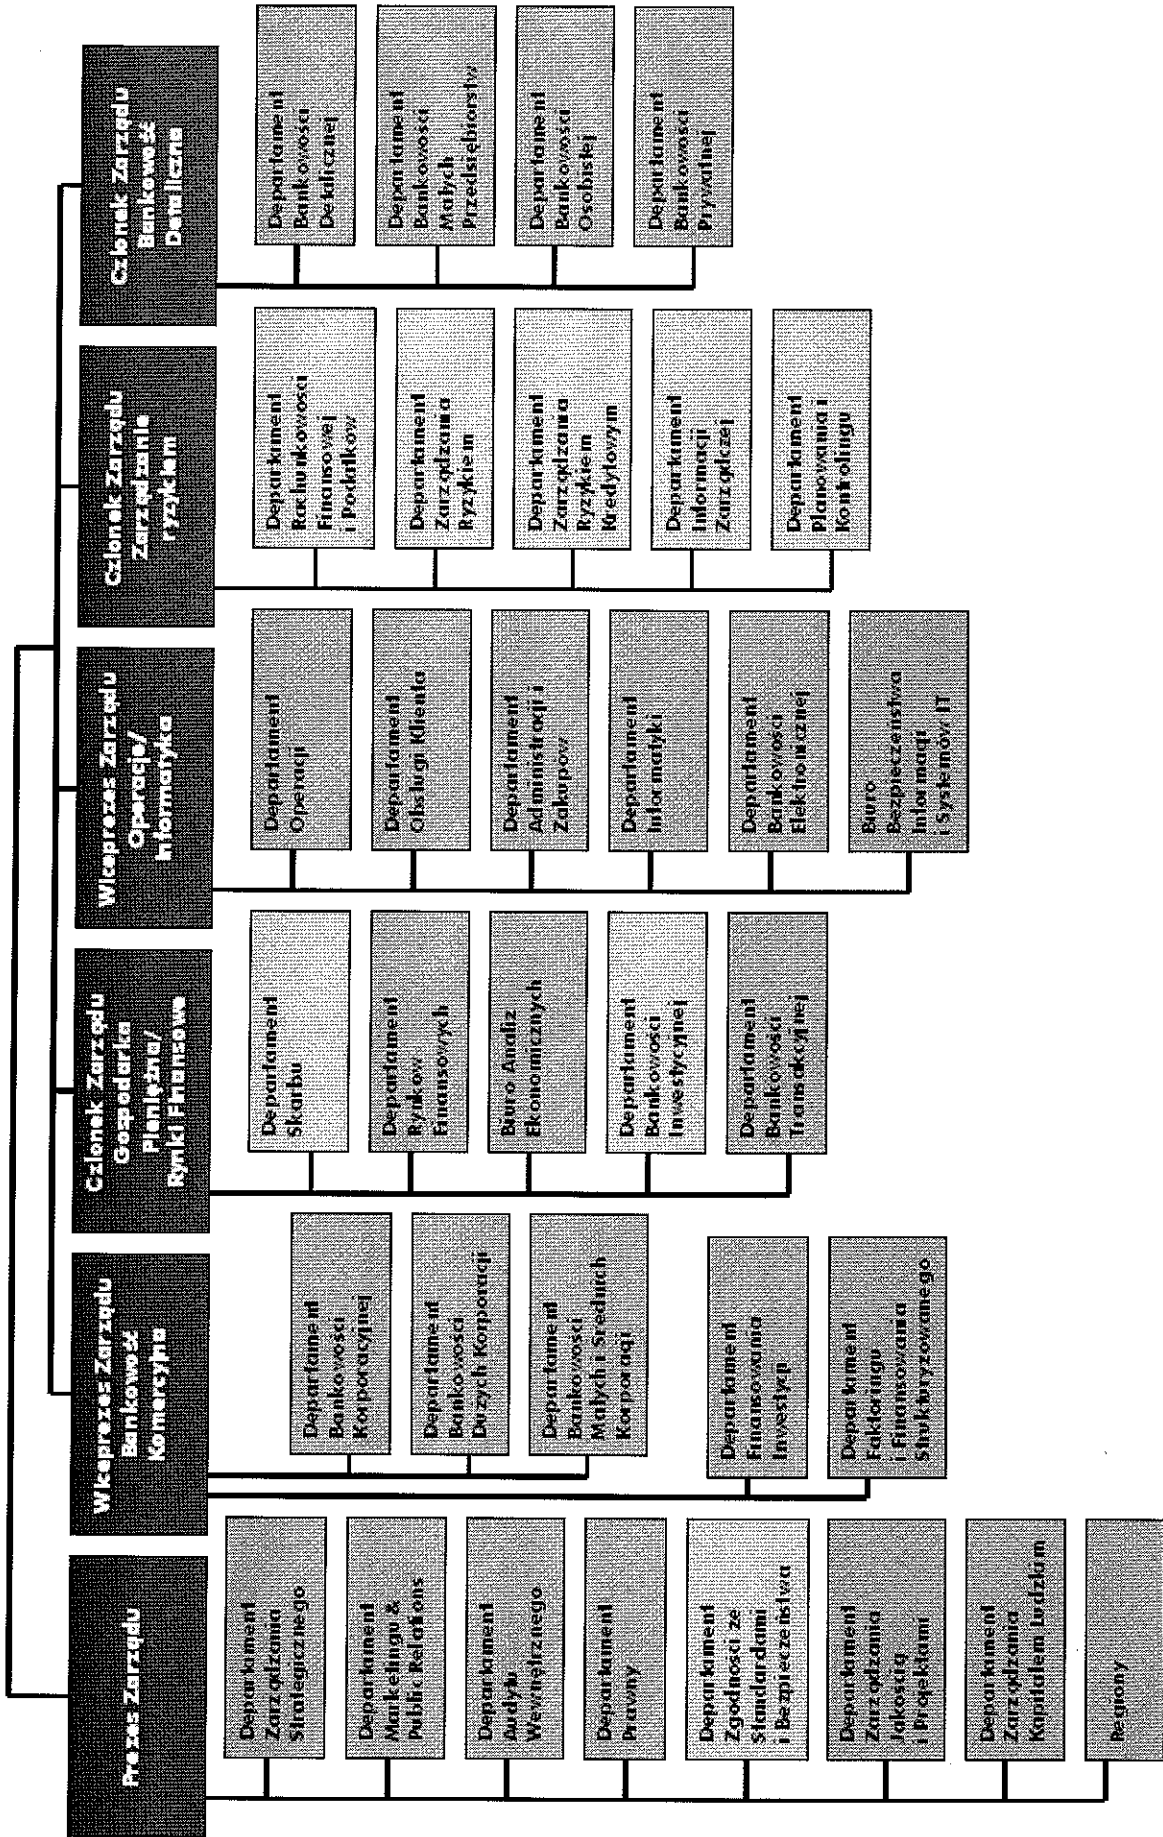 Prezes Zarządu
Departament
Zarządzania
Strategicznego
Departament
Marketingu &
Public Relations
Departament
Audytu
Wewnętrznego
Departament
Prawny
Departament
Zgodności ze
Standardami
i Bezpieczeństwa
Departament
Zarządzania
Jakością
i Projektami
Departament
Zarządzania
Kapitałem Ludzkim
Regiony
Wiceprezes Zarządu
Bankowość
Komercyjna
Departament
Bankowości
Korporacyjnej
Departament
Bankowości
Dużych Korporacji
Departament
Bankowości
Małych i Średnich
Korporacji
Departament
Finansowania
Inwestycji
Departament
Faktoringu
i Finansowania
Strukturyzowanego
Członek Zarządu
Gospodarka
Pieniężna/
Rynki Finansowe
Departament
Skarbu
Departament
Rynków
Finansowych
Biuro Analiz
Ekonomicznych
Departament
Bankowości
Inwestycyjnej
Departament
Bankowości
Transakcyjnej
Wiceprezes Zarządu
Operacje/
Informatyka
Departament
Operacji
Departament
Obsługi Klienta
Departament
Administracji i
Zakupów
Departament
Informatyki
Departament
Bankowości
Elektronicznej
Biuro
Bezpieczeństwa
Informacji
i Systemów IT
Członek Zarządu
Zarządzanie
ryzykiem
Departament
Rachunkowości
Finansowej
i Podatków
Departament
Zarządzania
Ryzykiem
Departament
Zarządzania
Ryzykiem
Kredytowym
Departament
Informacji
Zarządczej
Departament
Planowania i
Kontrolingu
Członek Zarządu
Bankowość
Detaliczna
Departament
Bankowości
Detalicznej
Departament
Bankowości
Małych
Przedsiębiorstw
Departament
Bankowości
Osobistej
Departament
Bankowości
Prywatnej